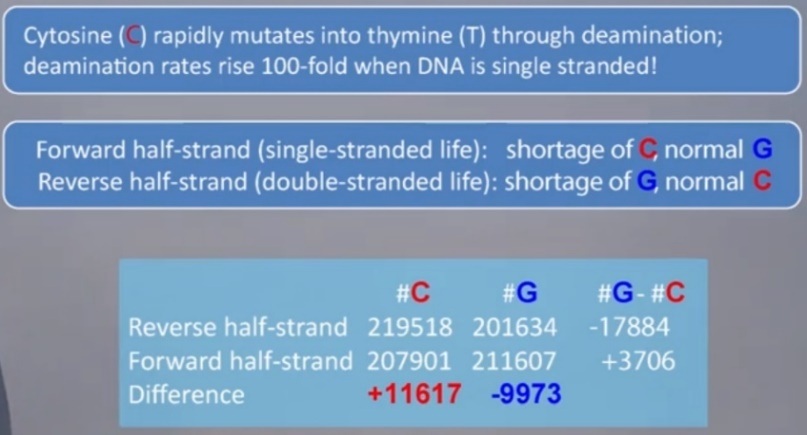 Cytosine (C) rapidly mutates into thymine (T) through deamination;
deamination rates rise 100-fold when DNA is single stranded!
Forward half-strand (single-stranded life): shortage of C, normal G
Reverse half-strand (double-stranded life): shortage of G, normal C
#C #G #G - #C
Reverse half-strand 219518 201634 -17884
Forward half-strand 207901 211607 +3706
Difference +11617 -9973